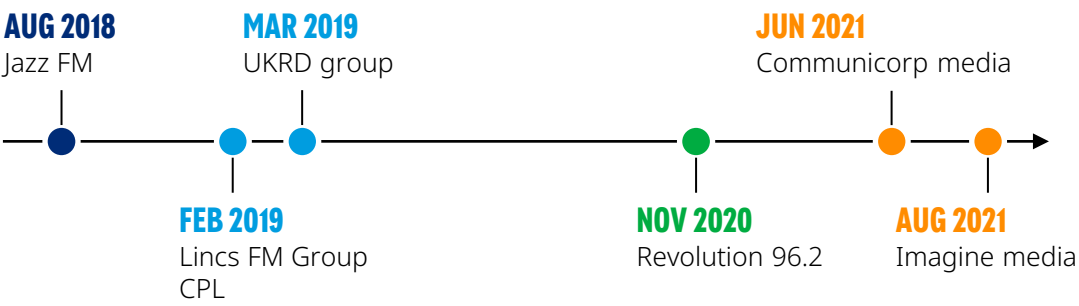 AUG 2018
Jazz FM
MAR 2019
UKRD group
JUN 2021
Communicorp media
FEB 2019
Lincs FM Group
CPL
NOV 2020
Revolution 96.2
AUG 2021
Imagine media